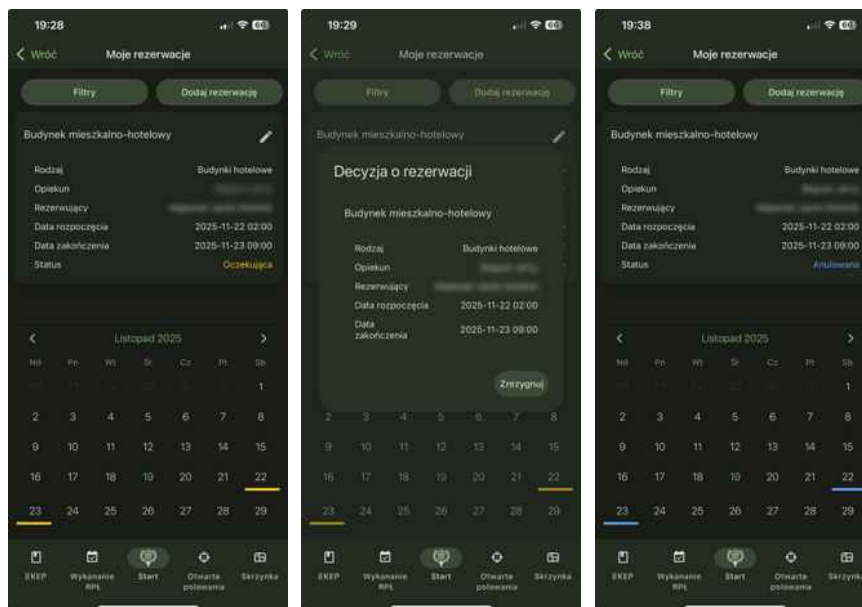 19:28
60
Wróć
Moje rezerwacje
Filtry
Dodaj rezerwację
Budynek mieszkalno-hotelowy
Rodzaj Budynki hotelowe
Opiekun
Rezerwujący
Data rozpoczęcia 2025-11-22 02:00
Data zakończenia 2025-11-23 09:00
Status Oczekująca
Listopad 2025
Nd Pn Wt Śr Cz Pt Sb
1
2 3 4 5 6 7 8
9 10 11 12 13 14 15
16 17 18 19 20 21 22
23 24 25 26 27 28 29
EKEP
Wykonanie RPL
Start
Otwarte polowania
Skrzynka
19:29
60
Wróć
Moje rezerwacje
Filtry
Dodaj rezerwację
Budynek mieszkalno-hotelowy
Decyzja o rezerwacji
Budynek mieszkalno-hotelowy
Rodzaj Budynki hotelowe
Opiekun
Rezerwujący
Data rozpoczęcia 2025-11-22 02:00
Data zakończenia 2025-11-23 09:00
Zrezygnuj
2 3 4 5 6 7 8
9 10 11 12 13 14 15
16 17 18 19 20 21 22
23 24 25 26 27 28 29
EKEP
Wykonanie RPL
Start
Otwarte polowania
Skrzynka
19:38
60
Wróć
Moje rezerwacje
Filtry
Dodaj rezerwację
Budynek mieszkalno-hotelowy
Rodzaj Budynki hotelowe
Opiekun
Rezerwujący
Data rozpoczęcia 2025-11-22 02:00
Data zakończenia 2025-11-23 09:00
Status Anulowana
Listopad 2025
Nd Pn Wt Śr Cz Pt Sb
1
2 3 4 5 6 7 8
9 10 11 12 13 14 15
16 17 18 19 20 21 22
23 24 25 26 27 28 29
EKEP
Wykonanie RPL
Start
Otwarte polowania
Skrzynka